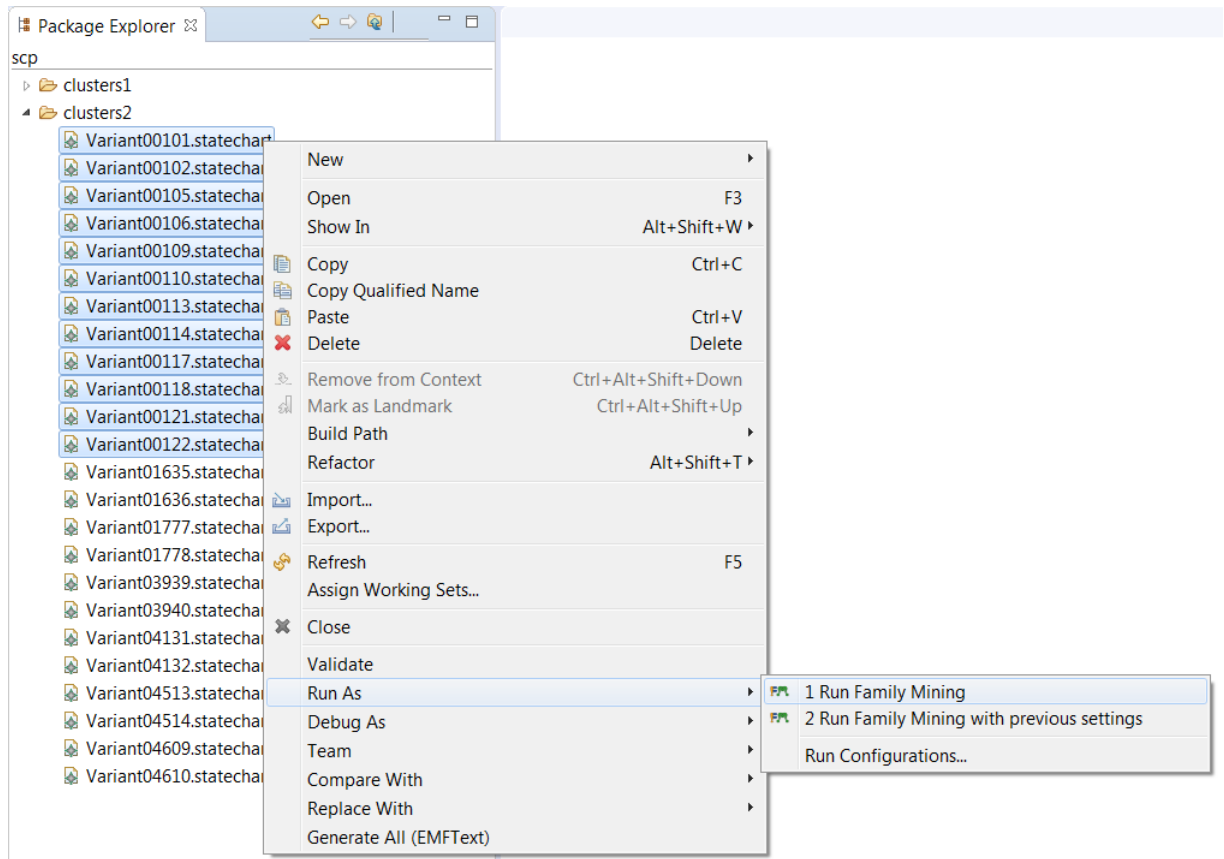 Package Explorer
scp
clusters1
clusters2
Variant00101.statechart
Variant00102.statechar
Variant00105.statechar
Variant00106.statechar
Variant00109.statechar
Variant00110.statechar
Variant00113.statechar
Variant00114.statechar
Variant00117.statechar
Variant00118.statechar
Variant00121.statechar
Variant00122.statechar
Variant01635.statechar
Variant01636.statechar
Variant01777.statechar
Variant01778.statechar
Variant03939.statechar
Variant03940.statechar
Variant04131.statechar
Variant04132.statechar
Variant04513.statechar
Variant04514.statechar
Variant04609.statechar
Variant04610.statechar
New
Open F3
Show In Alt+Shift+W
Copy Ctrl+C
Copy Qualified Name
Paste Ctrl+V
Delete Delete
Remove from Context Ctrl+Alt+Shift+Down
Mark as Landmark Ctrl+Alt+Shift+Up
Build Path
Refactor Alt+Shift+T
Import...
Export...
Refresh F5
Assign Working Sets...
Close
Validate
Run As
Debug As
Team
Compare With
Replace With
Generate All (EMFText)
1 Run Family Mining
2 Run Family Mining with previous settings
Run Configurations...